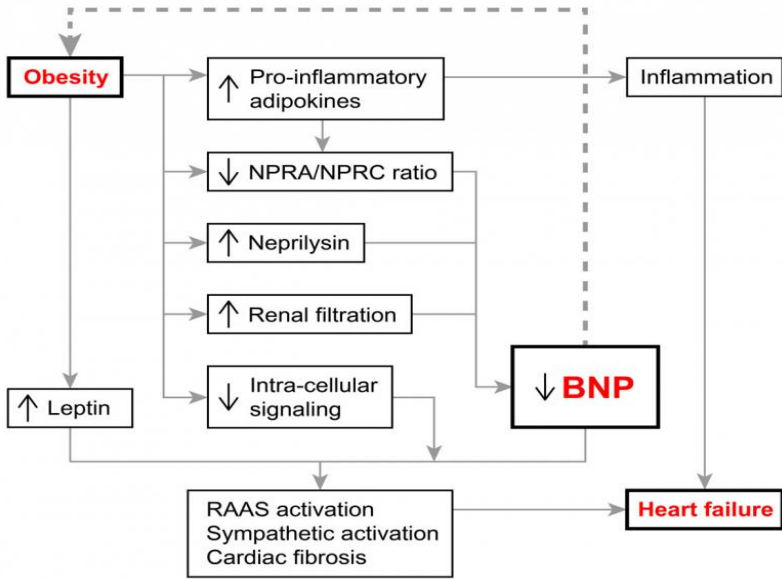 Obesity
↑ Pro-inflammatory
adipokines
Inflammation
↓ NPRA/NPRC ratio
↑ Neprilysin
↑ Renal filtration
↓ Intra-cellular
signaling
↑ Leptin
↓ BNP
RAAS activation
Sympathetic activation
Cardiac fibrosis
Heart failure